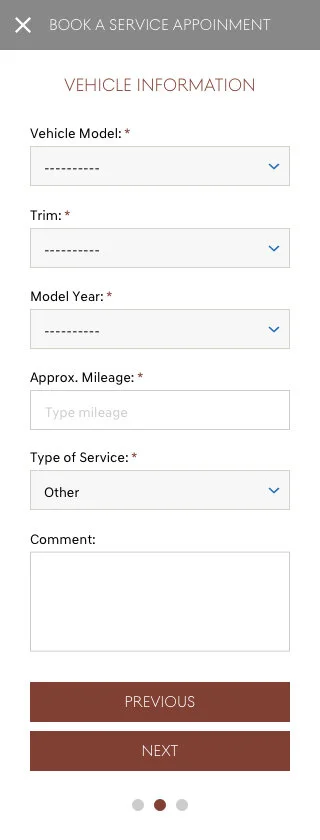 BOOK A SERVICE APPOINMENT
VEHICLE INFORMATION
Vehicle Model: *
----------
Trim: *
----------
Model Year: *
----------
Approx. Mileage: *
Type mileage
Type of Service: *
Other
Comment:
PREVIOUS
NEXT